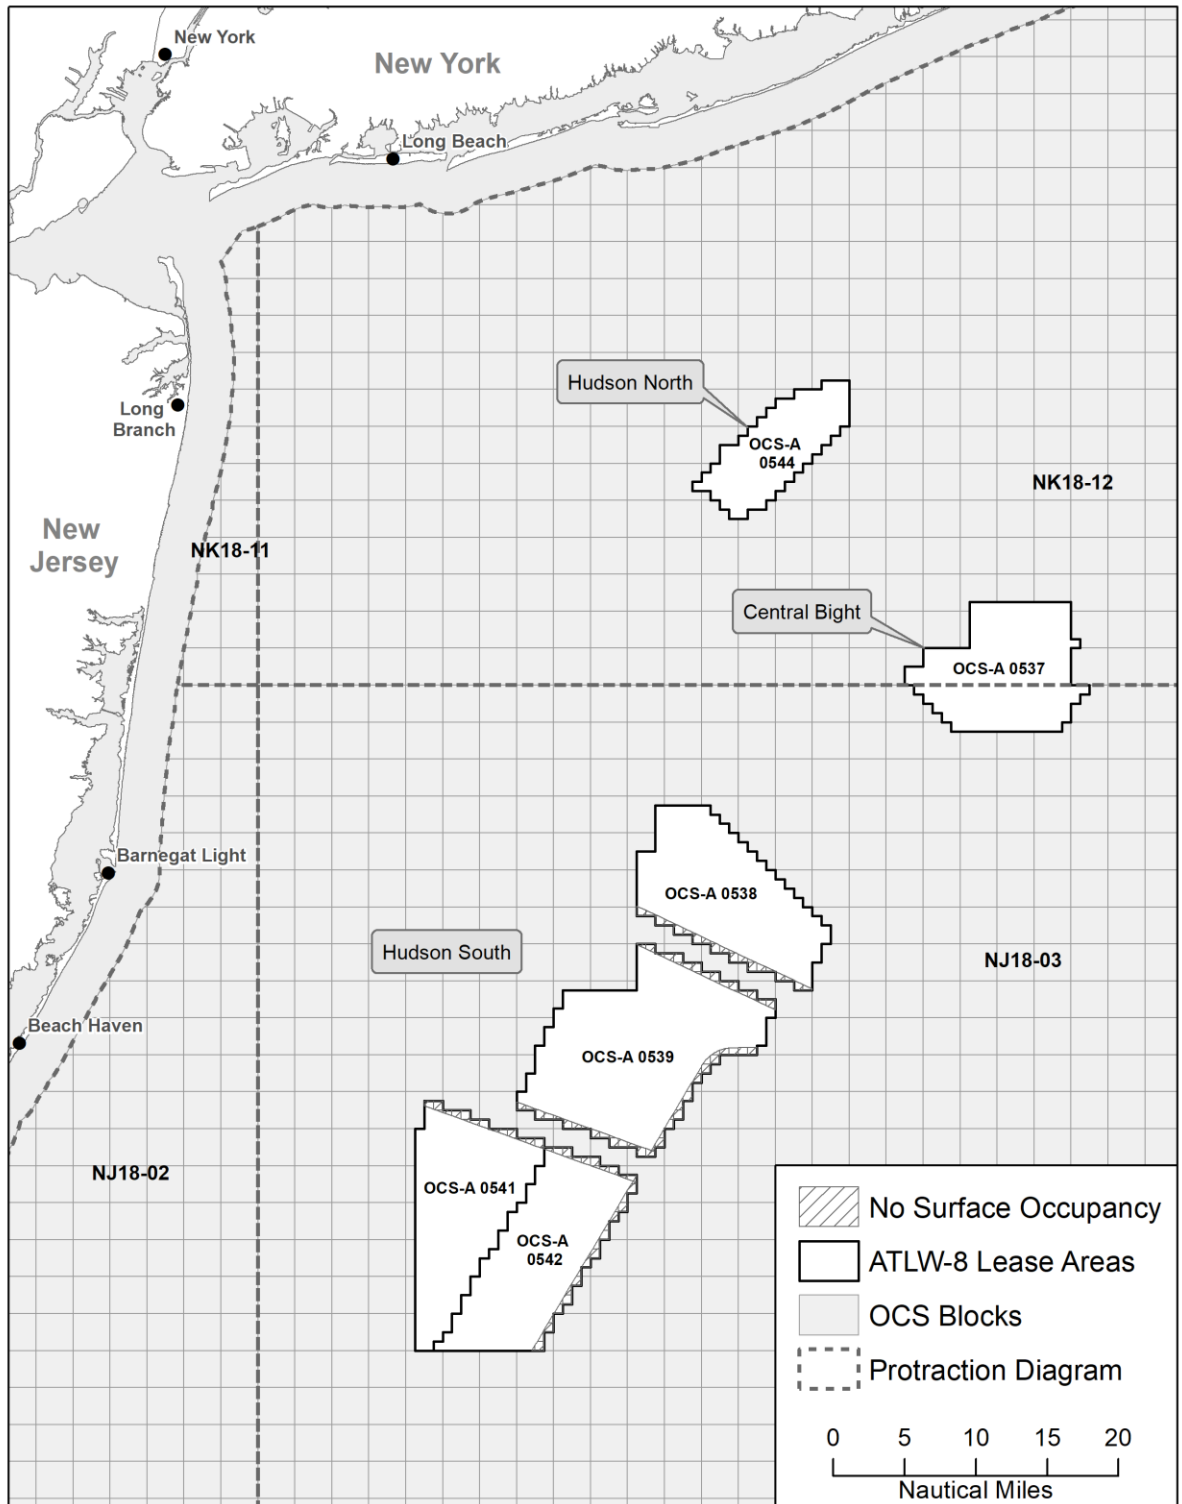 New York
New York
Long Beach
Hudson North
Long
Branch
OCS-A
0544
NK18-12
New
Jersey
NK18-11
Central Bight
OCS-A 0537
Barnegat Light
OCS-A 0538
Hudson South
NJ18-03
Beach Haven
OCS-A 0539
NJ18-02
OCS-A 0541
OCS-A
0542
No Surface Occupancy
ATLW-8 Lease Areas
OCS Blocks
Protraction Diagram
0 5 10 15 20
Nautical Miles